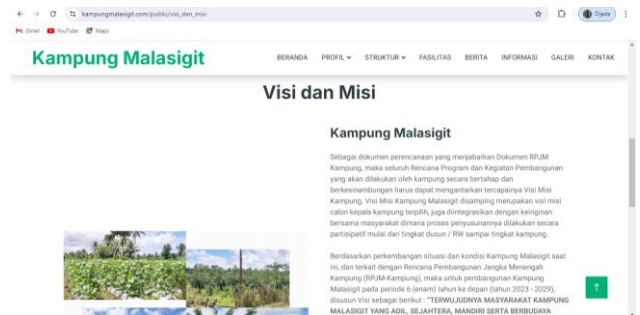 kampungmalasigit.com/public/visi_dan_misi
Dijeda
Gmail YouTube Maps
Kampung Malasigit
BERANDA PROFIL STRUKTUR FASILITAS BERITA INFORMASI GALERI KONTAK
Visi dan Misi
Kampung Malasigit
Sebagai dokumen perencanaan yang menjabarkan Dokumen RPJM
Kampung, maka seluruh Rencana Program dan Kegiatan Pembangunan
yang akan dilakukan oleh kampung secara bertahap dan
berkesinambungan harus dapat mengantarkan tercapainya Visi Misi
Kampung. Visi Misi Kampung Malasigit disamping merupakan visi misi
calon kepala kampung terpilih, juga diintegrasikan dengan keinginan
bersama masyarakat dimana proses penyusunannya dilakukan secara
partisipatif mulai dari tingkat dusun / RW sampai tingkat kampung.
Berdasarkan perkembangan situasi dan kondisi Kampung Malasigit saat
ini, dan terkait dengan Rencana Pembangunan Jangka Menengah
Kampung (RPJM-Kampung), maka untuk pembangunan Kampung
Malasigit pada periode 6 (enam) tahun ke depan (tahun 2023 - 2029),
disusun Visi sebagai berikut : "TERWUJUDNYA MASYARAKAT KAMPUNG
MALASIGIT YANG ADIL, SEJAHTERA, MANDIRI SERTA BERBUDAYA